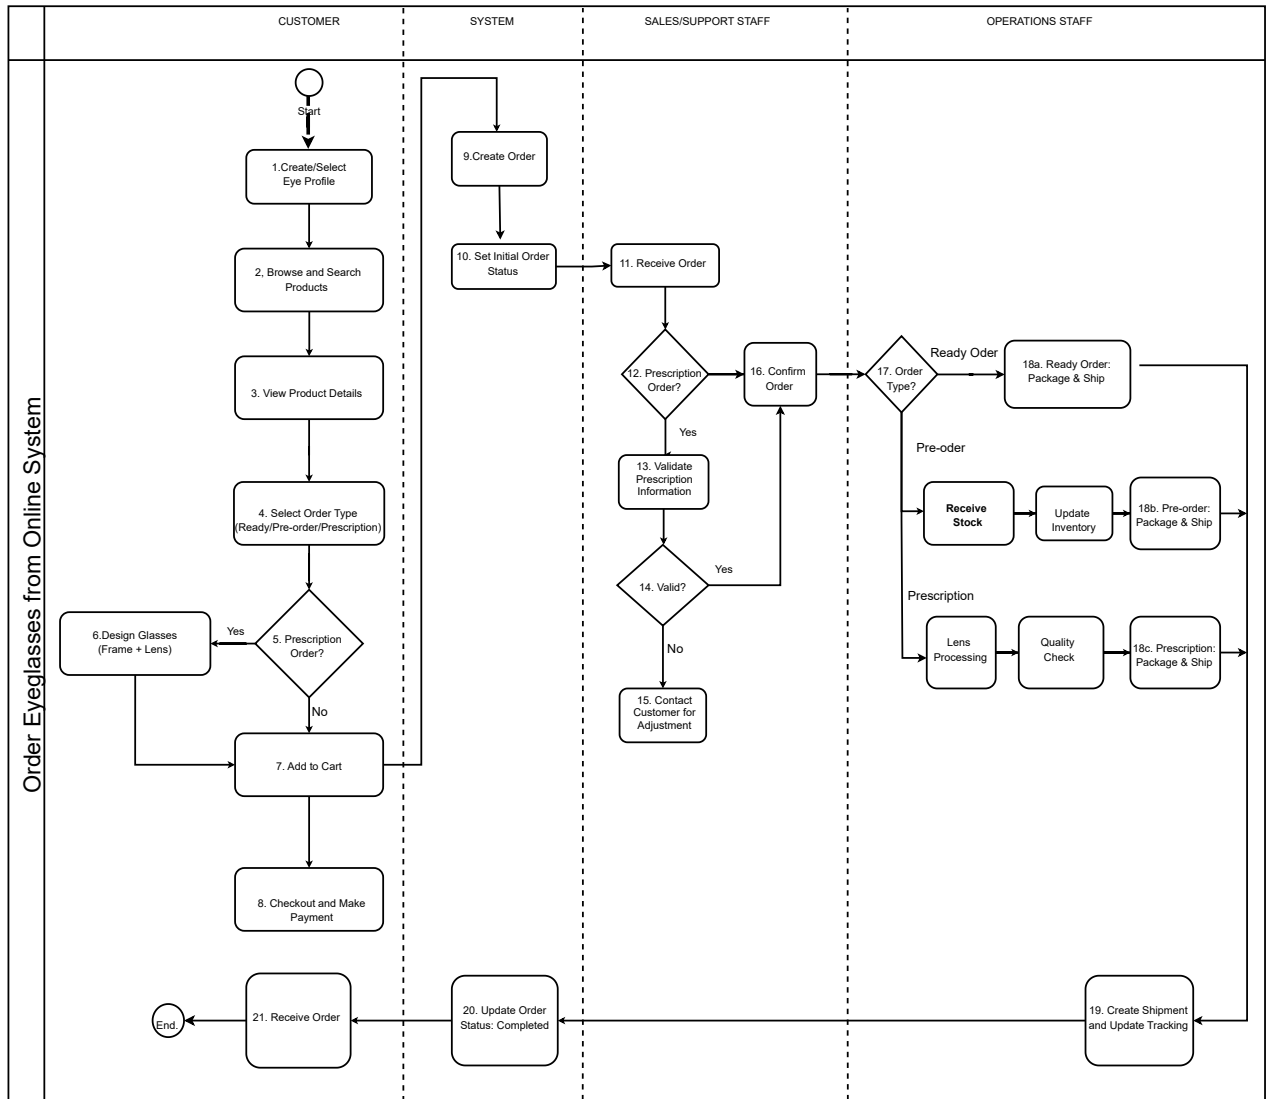 CUSTOMER
SYSTEM
SALES/SUPPORT STAFF
OPERATIONS STAFF
Order Eyeglasses from Online System
Start
1.Create/Select
Eye Profile
2, Browse and Search
Products
3. View Product Details
4. Select Order Type
(Ready/Pre-order/Prescription)
5. Prescription
Order?
Yes
6.Design Glasses
(Frame + Lens)
No
7. Add to Cart
8. Checkout and Make
Payment
9.Create Order
10. Set Initial Order
Status
11. Receive Order
12. Prescription
Order?
Yes
13. Validate
Prescription
Information
14. Valid?
Yes
No
15. Contact
Customer for
Adjustment
16. Confirm
Order
17. Order
Type?
Ready Oder
18a. Ready Order:
Package & Ship
Pre-oder
Receive
Stock
Update
Inventory
18b. Pre-order:
Package & Ship
Prescription
Lens
Processing
Quality
Check
18c. Prescription:
Package & Ship
19. Create Shipment
and Update Tracking
20. Update Order
Status: Completed
21. Receive Order
End.